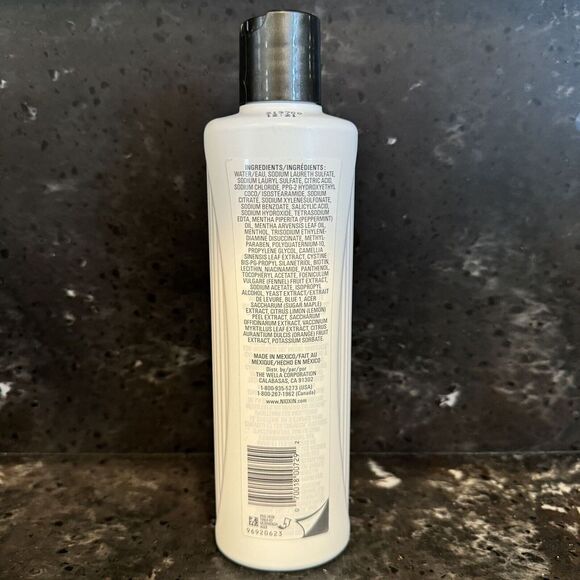 INGREDIENTS/INGRÉDIENTS:
WATER/EAU, SODIUM LAURETH SULFATE,
SODIUM LAURYL SULFATE, CITRIC ACID,
SODIUM CHLORIDE, PPG-2 HYDROXYETHYL
COCO/ISOSTEARAMIDE, SODIUM
CITRATE, SODIUM XYLENESULFONATE,
SODIUM BENZOATE, SALICYLIC ACID,
SODIUM HYDROXIDE, TETRASODIUM
EDTA, MENTHA PIPERITA (PEPPERMINT)
OIL, MENTHA ARVENSIS LEAF OIL,
MENTHOL, TRISODIUM ETHYLENE-
DIAMINE DISUCCINATE, METHYL
PARABEN, POLYQUATERNIUM-10,
PROPYLENE GLYCOL, CAMELLIA
SINENSIS LEAF EXTRACT, CYSTINE
BIS-PG-PROPYL SILANETRIOL, BIOTIN,
LECITHIN, NIACINAMIDE, PANTHENOL,
TOCOPHERYL ACETATE, FOENICULUM
VULGARE (FENNEL) FRUIT EXTRACT,
SODIUM ACETATE, ISOPROPYL
ALCOHOL, YEAST EXTRACT/EXTRAIT
DE LEVURE, BLUE 1, ACER
SACCHARUM (SUGAR MAPLE)
EXTRACT, CITRUS LIMON (LEMON)
PEEL EXTRACT, SACCHARUM
OFFICINARUM EXTRACT, VACCINIUM
MYRTILLUS LEAF EXTRACT, CITRUS
AURANTIUM DULCIS (ORANGE) FRUIT
EXTRACT, POTASSIUM SORBATE.
MADE IN MEXICO/FAIT AU
MEXIQUE/HECHO EN MÉXICO
Distr. by/par/por
THE WELLA CORPORATION
CALABASAS, CA 91302
1-800-935-5273 (USA)
1-800-267-1962 (Canada)
www.NIOXIN.com
0 70018 00729 2
96920623